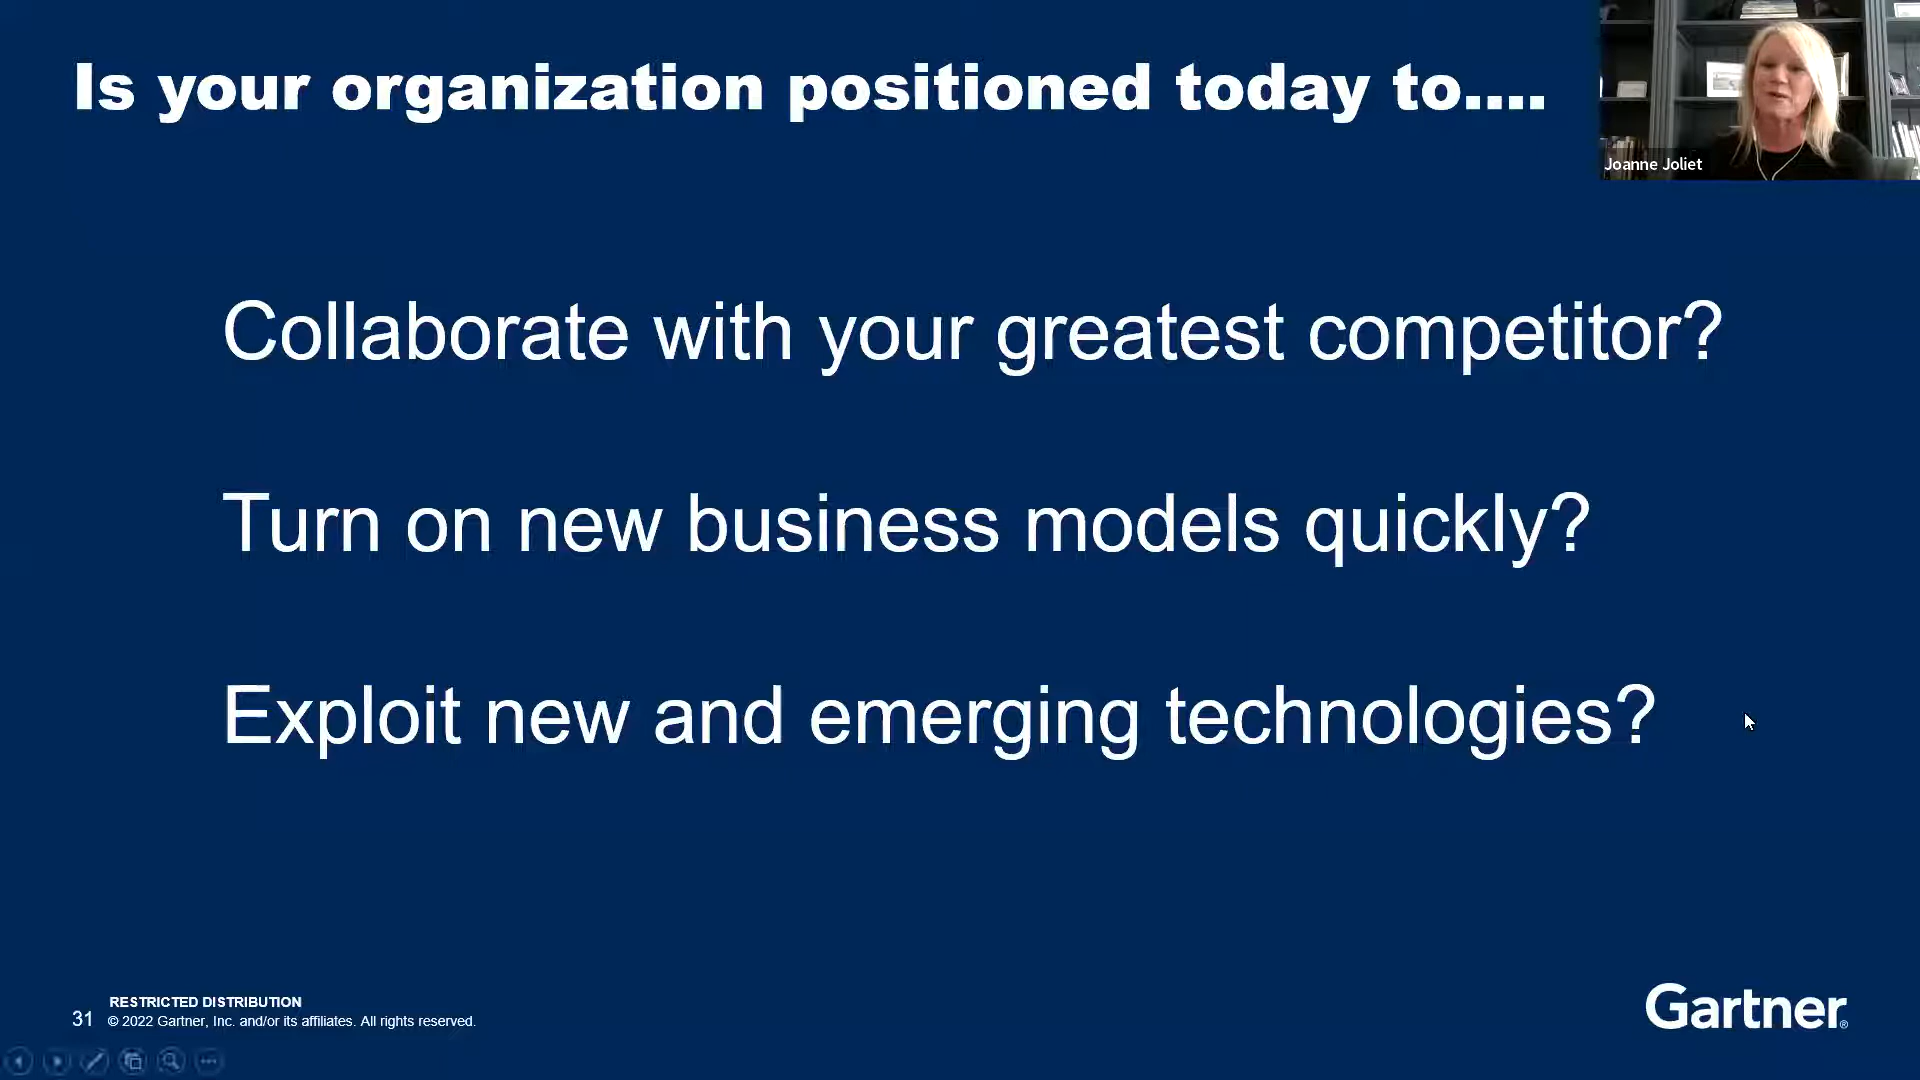 Is your organization positioned today to....
Joanne Joliet
Collaborate with your greatest competitor?
Turn on new business models quickly?
Exploit new and emerging technologies?
RESTRICTED DISTRIBUTION
31 © 2022 Gartner, Inc. and/or its affiliates. All rights reserved.
Gartner®